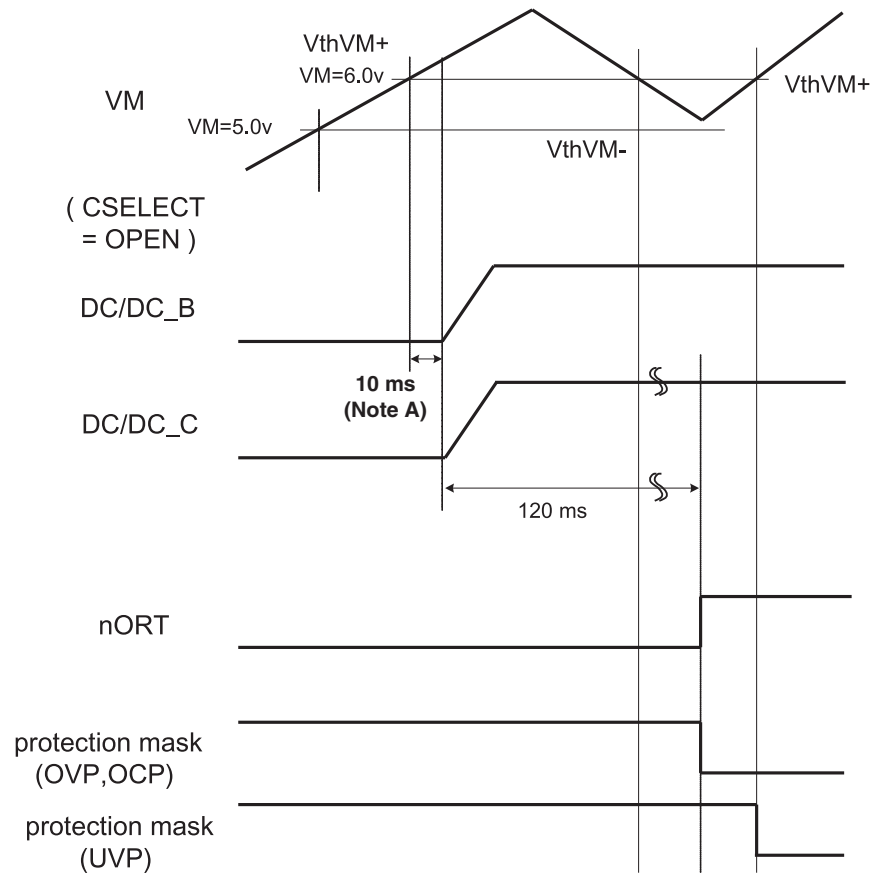 VthVM+
VM=6.0v
VthVM+
VM
VM=5.0v
VthVM-
( CSELECT
= OPEN )
DC/DC_B
10 ms
(Note A)
DC/DC_C
120 ms
nORT
protection mask
(OVP,OCP)
protection mask
(UVP)